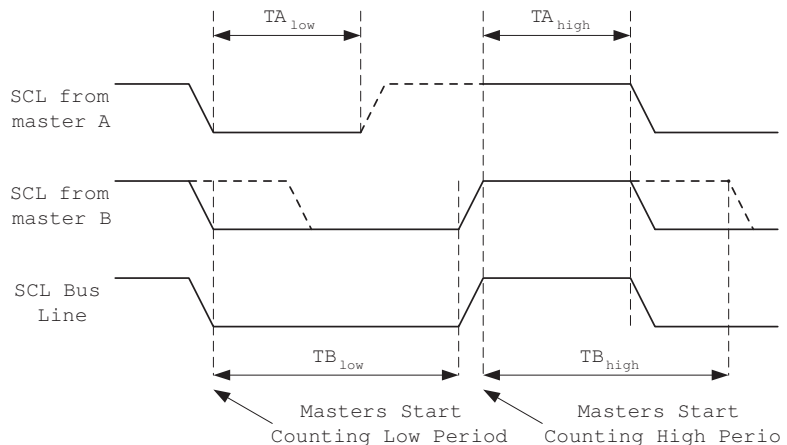 TA low
TA high
SCL from
master A
SCL from
master B
SCL Bus
Line
TB low
TB high
Masters Start
Counting Low Period
Masters Start
Counting High Perio